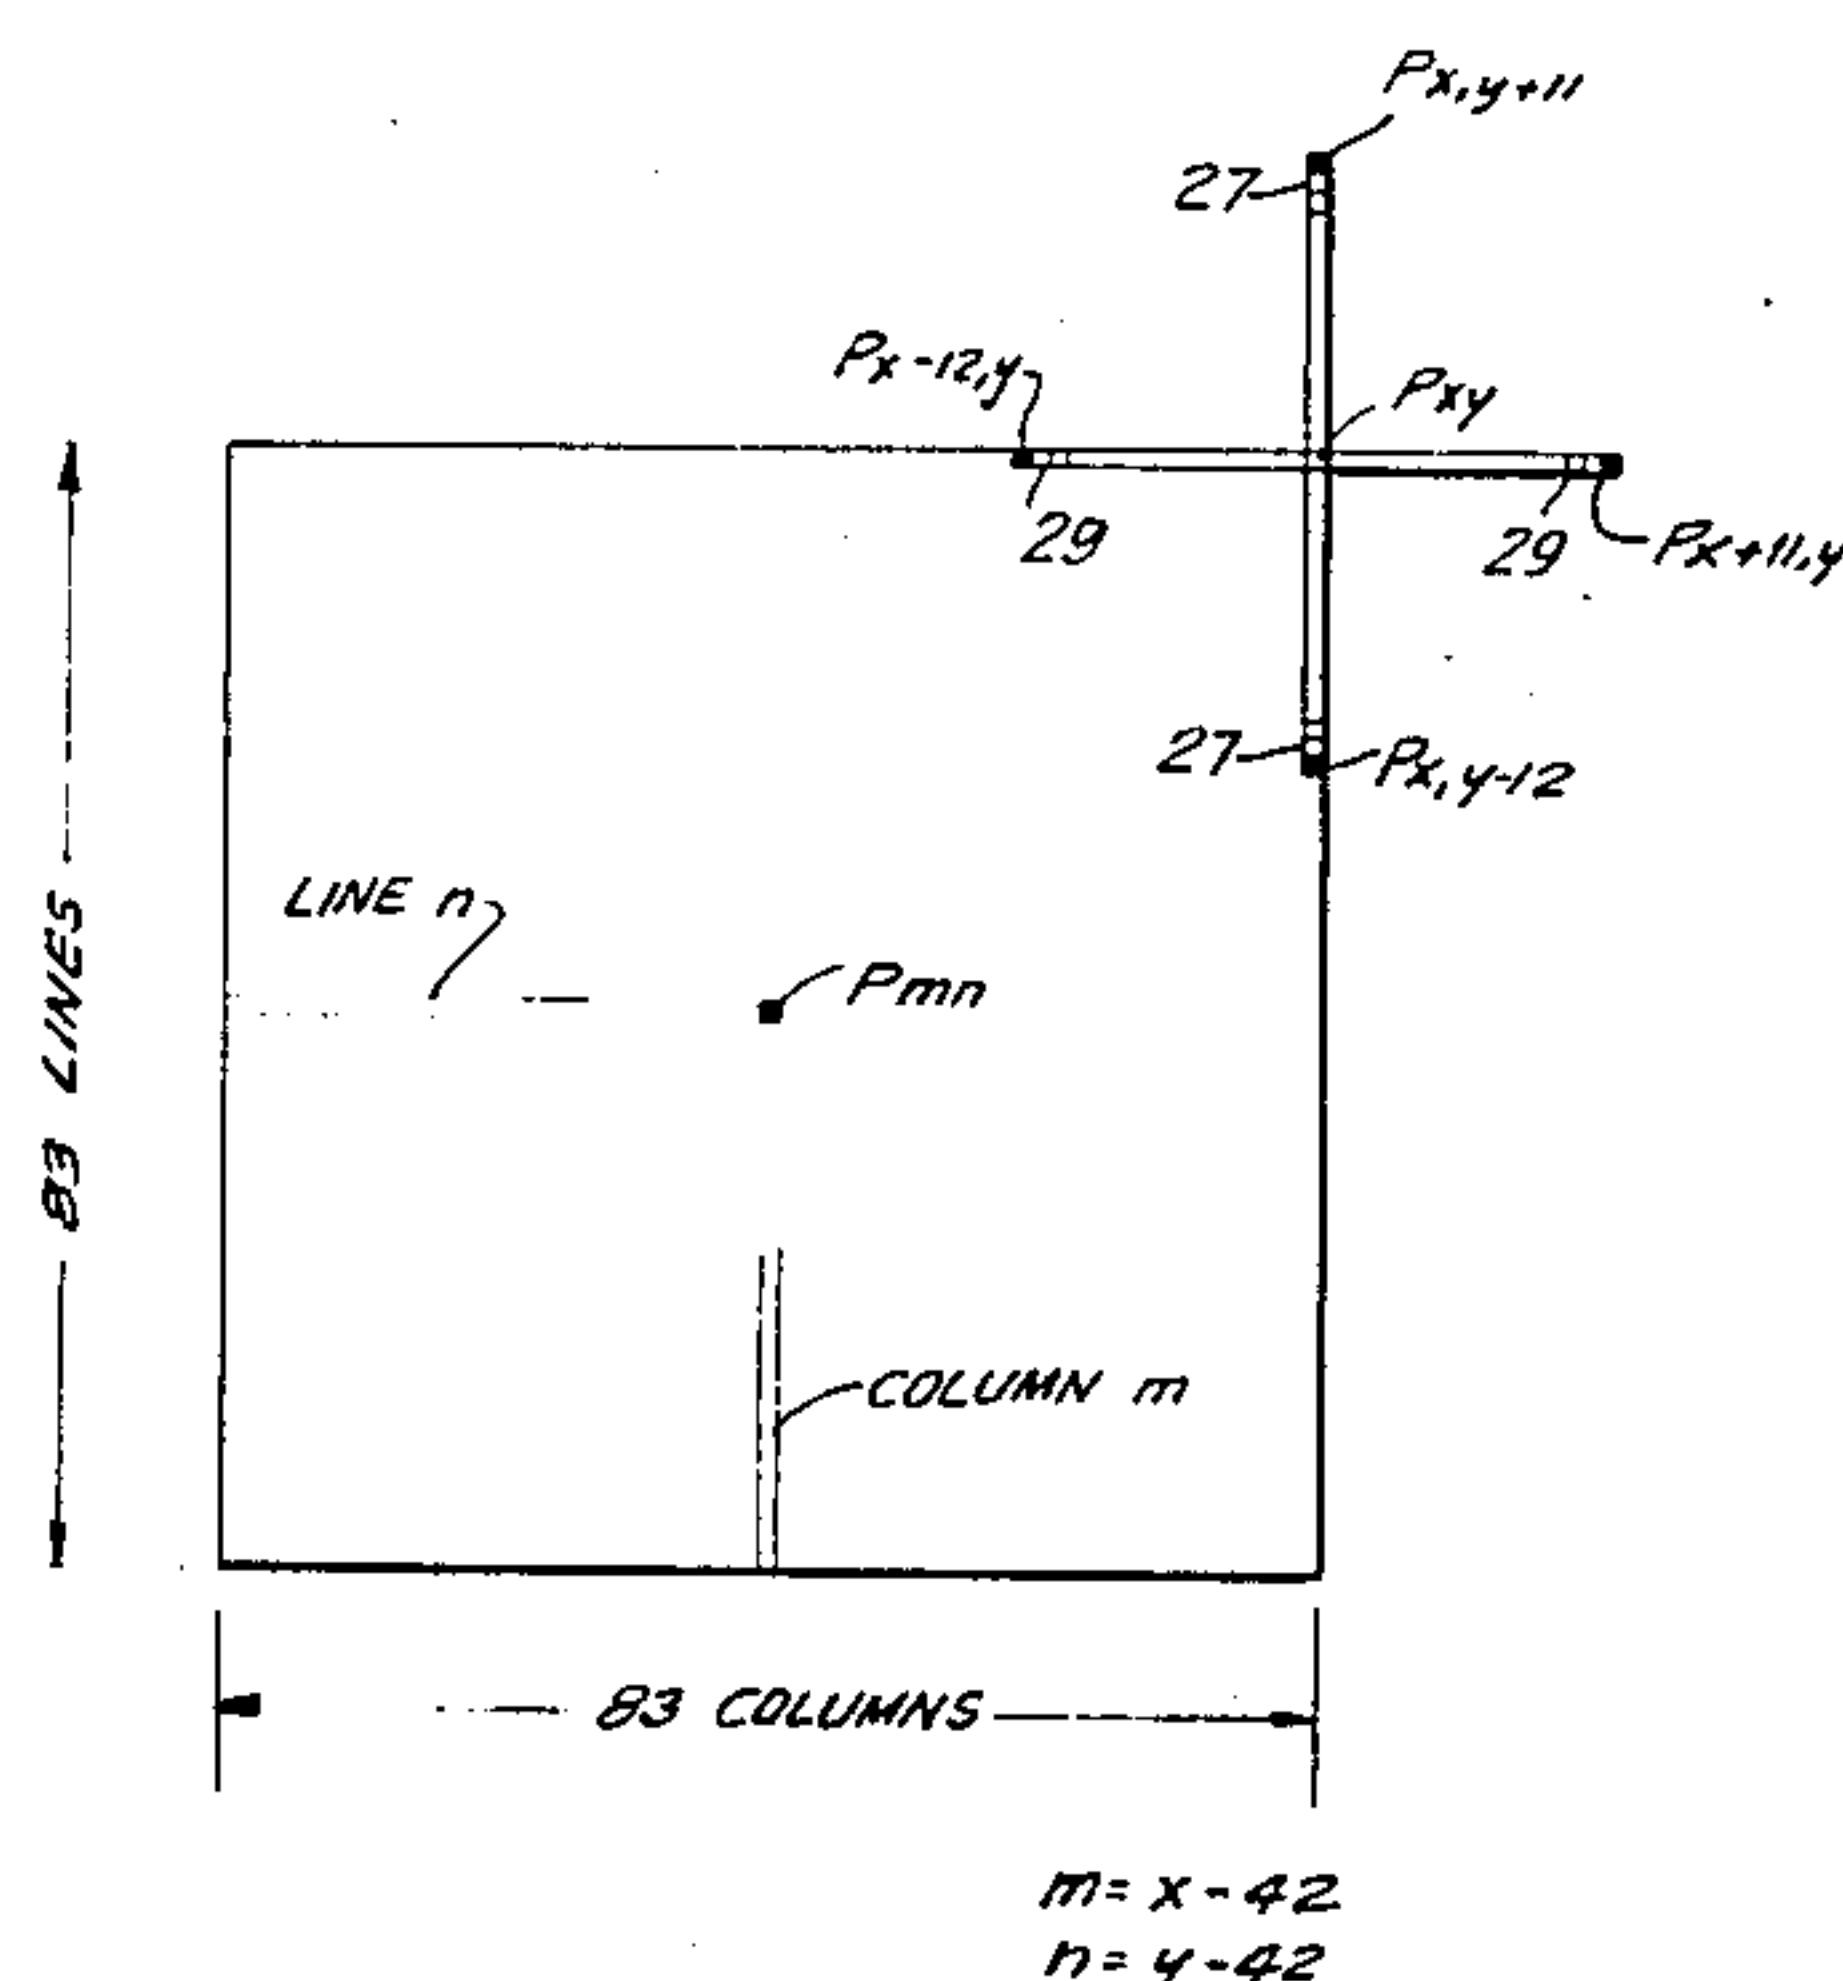 Px,y+11
27
Px-12,y
Pxy
29
29
Px+11,y
27
Px,y-12
LINE n
Pmn
83 LINES
COLUMN m
83 COLUMNS
m= x-42
n= y-42